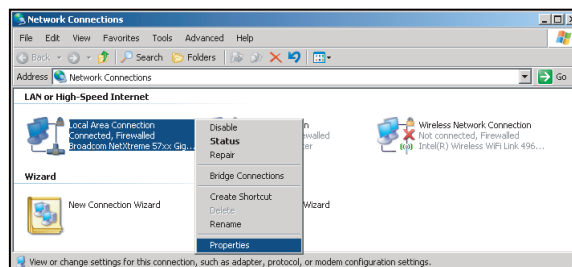 Network Connections
File Edit View Favorites Tools Advanced Help
Back Search Folders
Address Network Connections Go
LAN or High-Speed Internet
Local Area Connection
Connected, Firewalled
Broadcom NetXtreme 57xx Gig...
Disable
Status
Repair
Bridge Connections
Create Shortcut
Delete
Rename
Properties
Wireless Network Connection
Not connected, Firewalled
Intel(R) Wireless WiFi Link 496...
Wizard
New Connection Wizard
Wizard
View or change settings for this connection, such as adapter, protocol, or modem configuration settings.